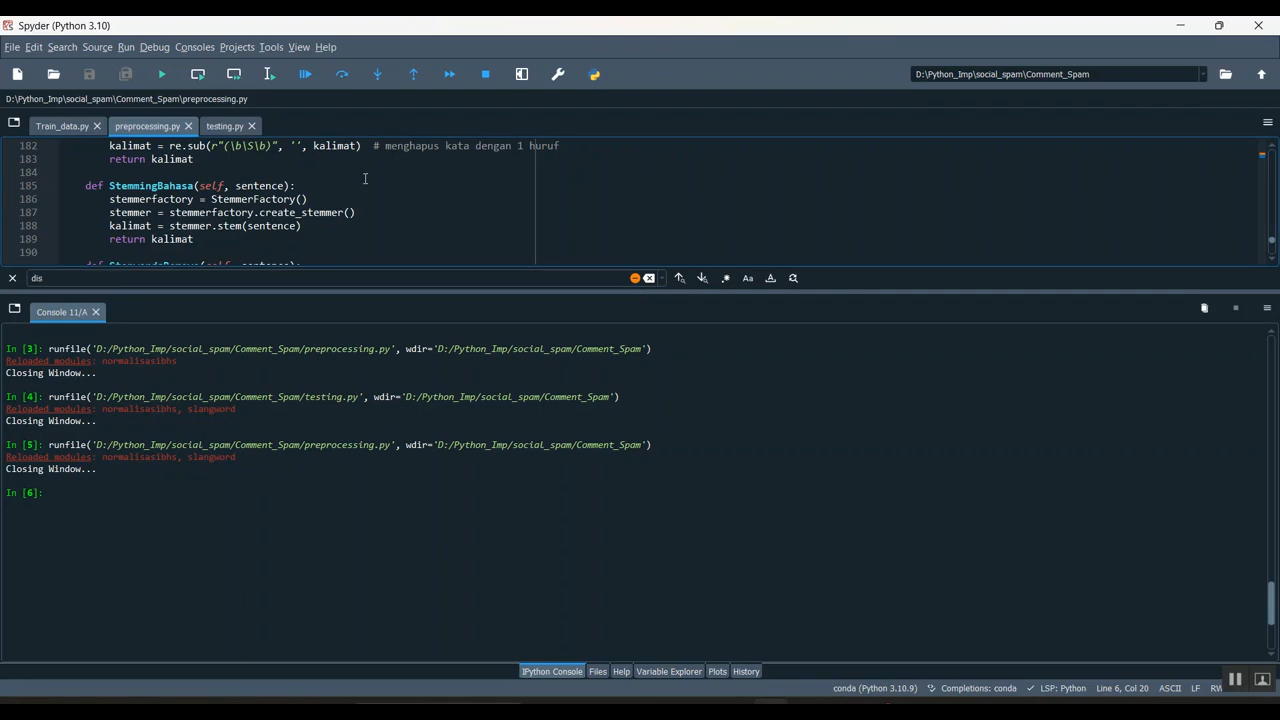 Spyder (Python 3.10)
File Edit Search Source Run Debug Consoles Projects Tools View Help
D:\Python_Imp\social_spam\Comment_Spam
D:\Python_Imp\social_spam\Comment_Spam\preprocessing.py
Train_data.py preprocessing.py testing.py
182 kalimat = re.sub(r"(\b\S\b)", '', kalimat) # menghapus kata dengan 1 huruf
183 return kalimat
184
185 def StemmingBahasa(self, sentence):
186 stemmerfactory = StemmerFactory()
187 stemmer = stemmerfactory.create_stemmer()
188 kalimat = stemmer.stem(sentence)
189 return kalimat
190
dis
Aa
Console 11/A
In [3]: runfile('D:/Python_Imp/social_spam/Comment_Spam/preprocessing.py', wdir='D:/Python_Imp/social_spam/Comment_Spam')
Reloaded modules: normalisasibhs
Closing Window...
In [4]: runfile('D:/Python_Imp/social_spam/Comment_Spam/testing.py', wdir='D:/Python_Imp/social_spam/Comment_Spam')
Reloaded modules: normalisasibhs, slangword
Closing Window...
In [5]: runfile('D:/Python_Imp/social_spam/Comment_Spam/preprocessing.py', wdir='D:/Python_Imp/social_spam/Comment_Spam')
Reloaded modules: normalisasibhs, slangword
Closing Window...
In [6]:
IPython Console Files Help Variable Explorer Plots History
conda (Python 3.10.9) Completions: conda LSP: Python Line 6, Col 20 ASCII LF RW